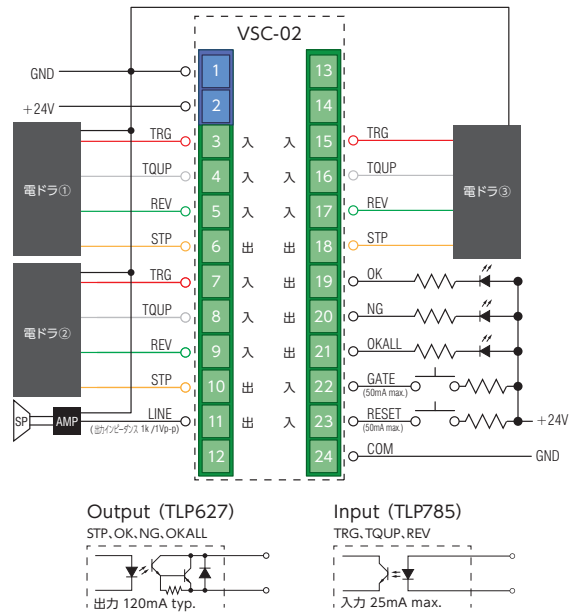 VSC-02
GND
1
13
+24V
2
14
TRG
3
入
入
15
TRG
TQUP
4
入
入
16
TQUP
電ドラ①
電ドラ③
REV
5
入
入
17
REV
STP
6
出
出
18
STP
TRG
7
入
出
19
OK
TQUP
8
入
出
20
NG
電ドラ②
REV
9
入
出
21
OKALL
STP
10
出
入
22
GATE
(50mA max.)
SP
AMP
LINE
(出力インピーダンス 1k /1Vp-p)
11
出
入
23
RESET
(50mA max.)
+24V
12
24
COM
GND
Output (TLP627)
STP、OK、NG、OKALL
出力 120mA typ.
Input (TLP785)
TRG、TQUP、REV
入力 25mA max.